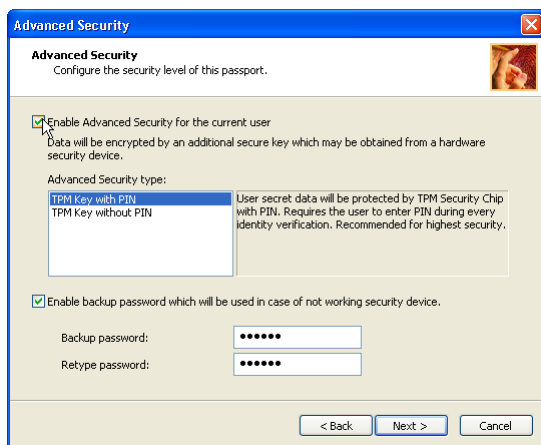 Advanced Security
Advanced Security
Configure the security level of this passport.
Enable Advanced Security for the current user
Data will be encrypted by an additional secure key which may be obtained from a hardware
security device.
Advanced Security type:
TPM Key with PIN
TPM Key without PIN
User secret data will be protected by TPM Security Chip
with PIN. Requires the user to enter PIN during every
identity verification. Recommended for highest security.
Enable backup password which will be used in case of not working security device.
Backup password:
••••••
Retype password:
••••••
< Back
Next >
Cancel